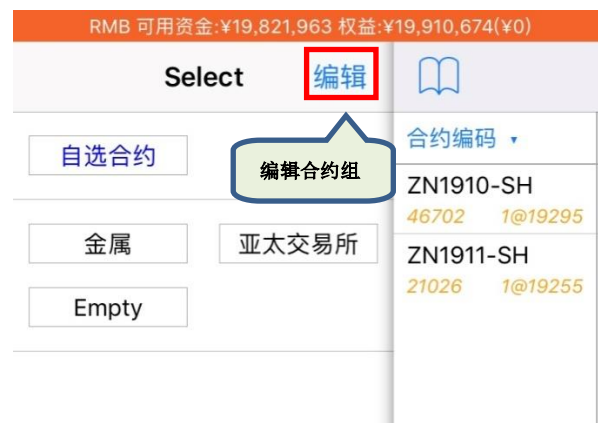 RMB 可用资金:¥19,821,963 权益:¥19,910,674(¥0)
Select 编辑
合约编码
自选合约
编辑合约组
ZN1910-SH
46702 1@19295
金属 亚太交易所
ZN1911-SH
21026 1@19255
Empty